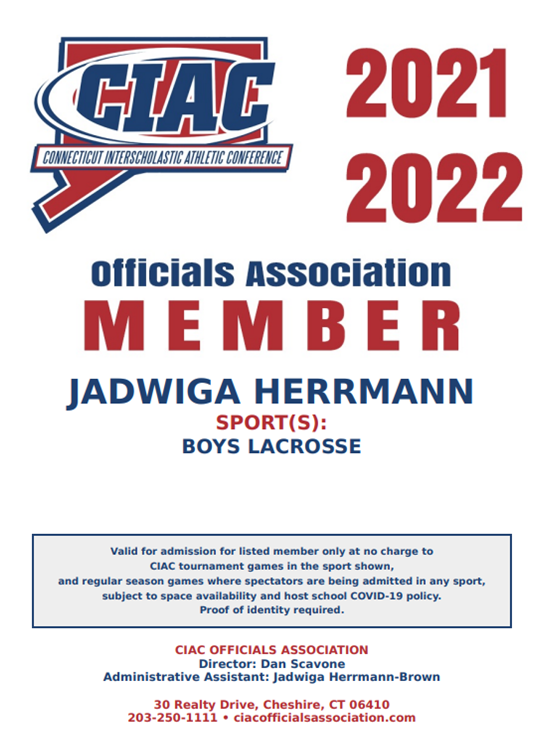 CIAC
CONNECTICUT INTERSCHOLASTIC ATHLETIC CONFERENCE
2021
2022
Officials Association
MEMBER
JADWIGA HERRMANN
SPORT(S):
BOYS LACROSSE
Valid for admission for listed member only at no charge to
CIAC tournament games in the sport shown,
and regular season games where spectators are being admitted in any sport,
subject to space availability and host school COVID-19 policy.
Proof of identity required.
CIAC OFFICIALS ASSOCIATION
Director: Dan Scavone
Administrative Assistant: Jadwiga Herrmann-Brown
30 Realty Drive, Cheshire, CT 06410
203-250-1111 • ciacofficialsassociation.com